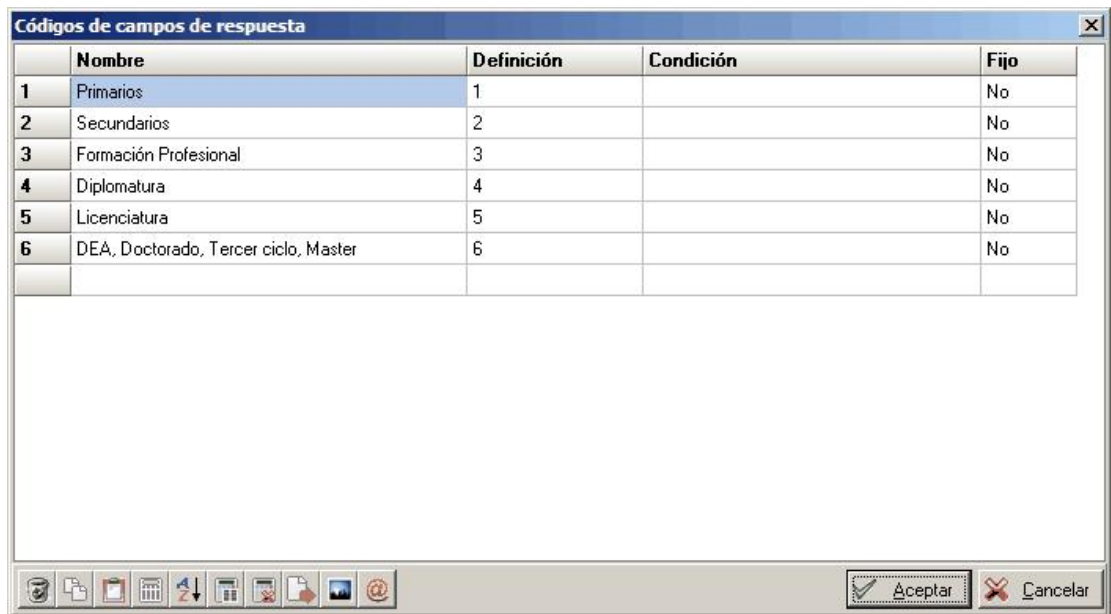 Códigos de campos de respuesta
Nombre Definición Condición Fijo
1 Primarios 1 No
2 Secundarios 2 No
3 Formación Profesional 3 No
4 Diplomatura 4 No
5 Licenciatura 5 No
6 DEA, Doctorado, Tercer ciclo, Master 6 No
Aceptar Cancelar